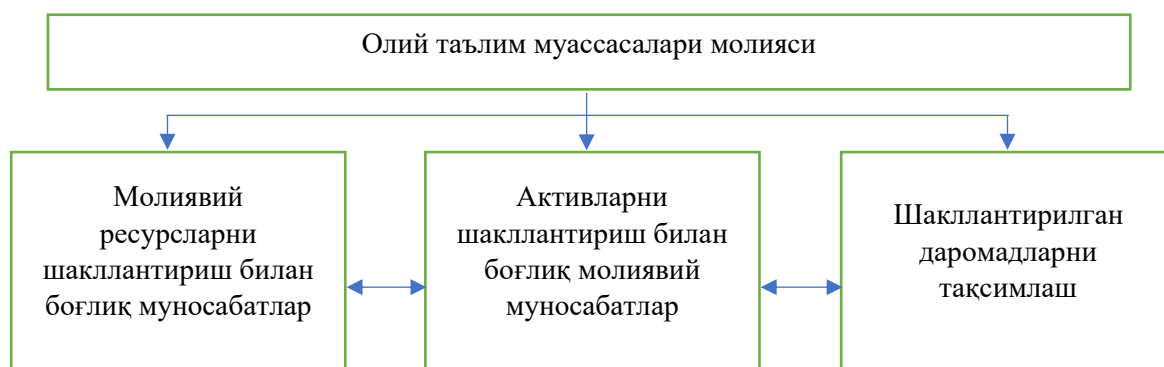 Олий таълим муассасалари молияси
Молиявий
ресурсларни
шакллантириш билан
боғлиқ муносабатлар
Активларни
шакллантириш билан
боғлиқ молиявий
муносабатлар
Шакллантирилган
даромадларни
тақсимлаш